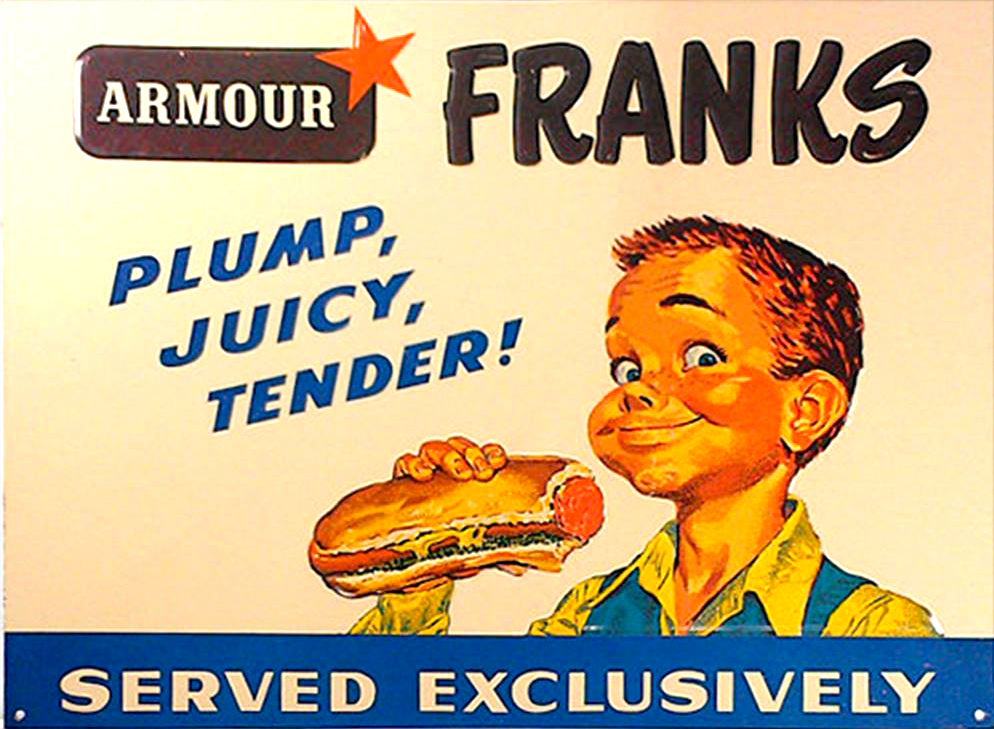 ARMOUR FRANKS
PLUMP,
JUICY,
TENDER!
SERVED EXCLUSIVELY